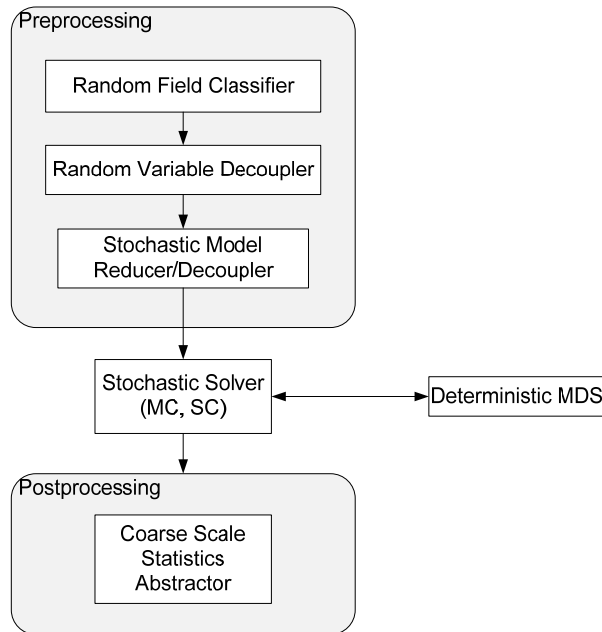 Preprocessing
Random Field Classifier
Random Variable Decoupler
Stochastic Model
Reducer/Decoupler
Stochastic Solver
(MC, SC)
Deterministic MDS
Postprocessing
Coarse Scale
Statistics
Abstractor